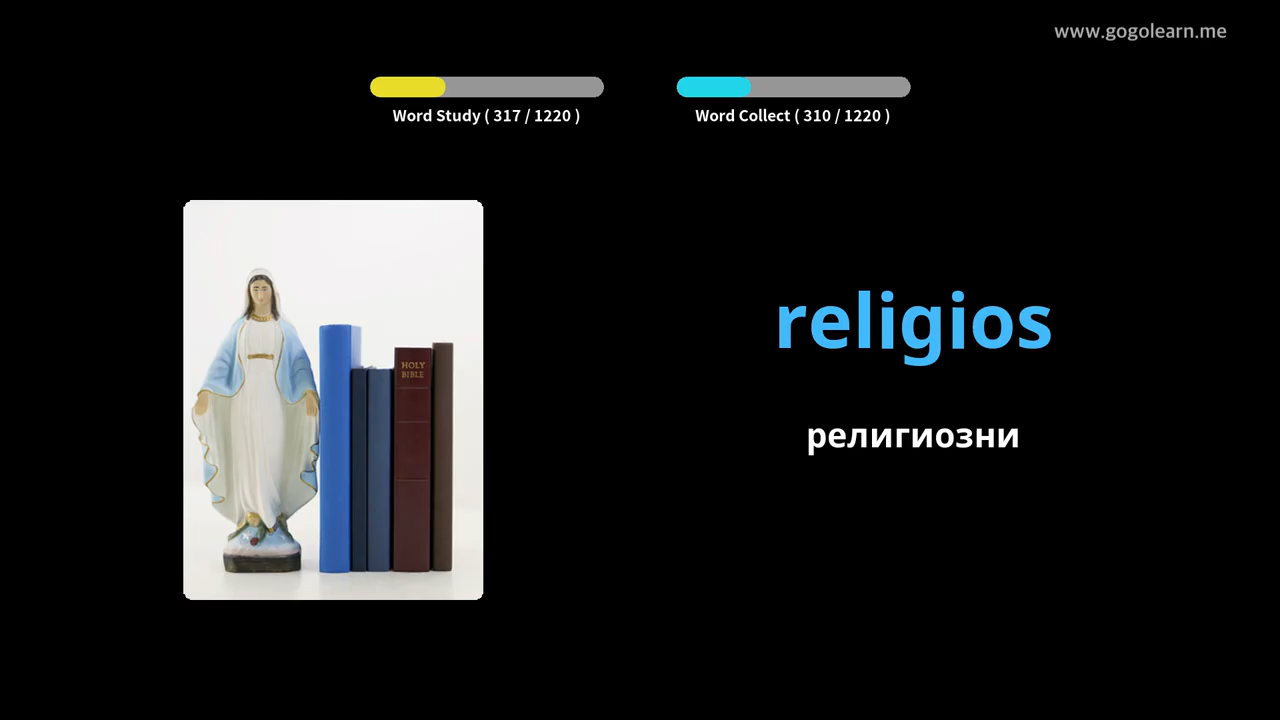 www.gogolearn.me
Word Study ( 317 / 1220 )
Word Collect ( 310 / 1220 )
HOLY
BIBLE
religios
религиозни